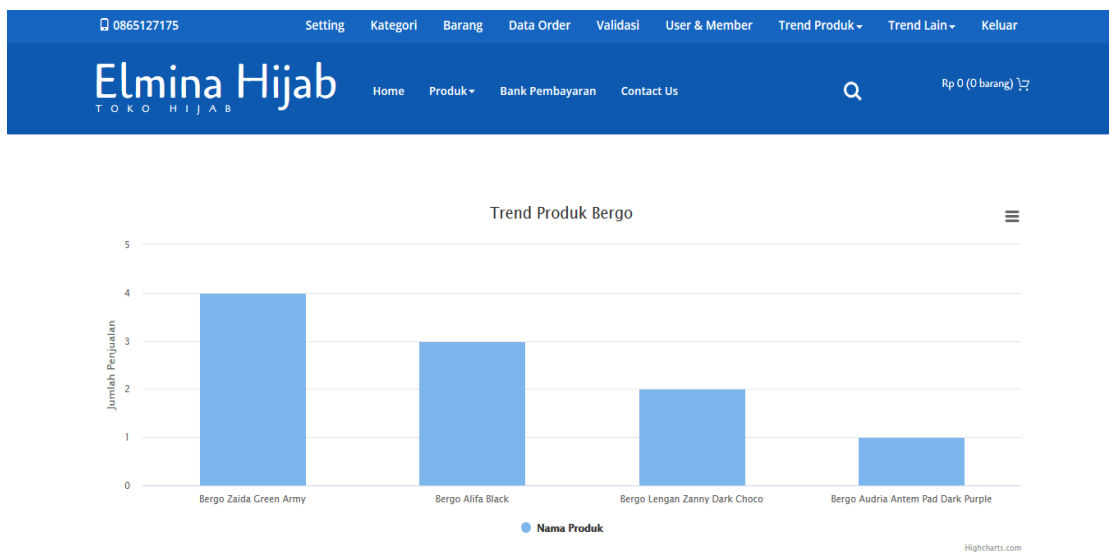 0865127175 Setting Kategori Barang Data Order Validasi User & Member Trend Produk Trend Lain Keluar
Elmina Hijab
TOKO HIJAB
Home Produk Bank Pembayaran Contact Us
Rp 0 (0 barang)
Trend Produk Bergo
Jumlah Penjualan
5
4
3
2
1
0
Bergo Zaida Green Army Bergo Alifa Black Bergo Lengan Zanny Dark Choco Bergo Audria Antem Pad Dark Purple
Nama Produk
Highcharts.com